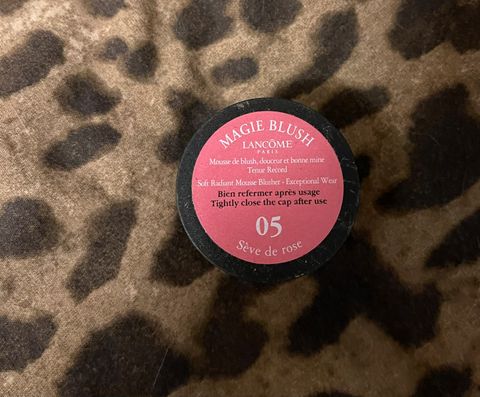 MAGIE BLUSH
LANCÔME
PARIS
Mousse de blush, douceur et bonne mine
Tenue Record
Soft Radiant Mousse Blusher - Exceptional Wear
Bien refermer après usage
Tightly close the cap after use
05
Sève de rose